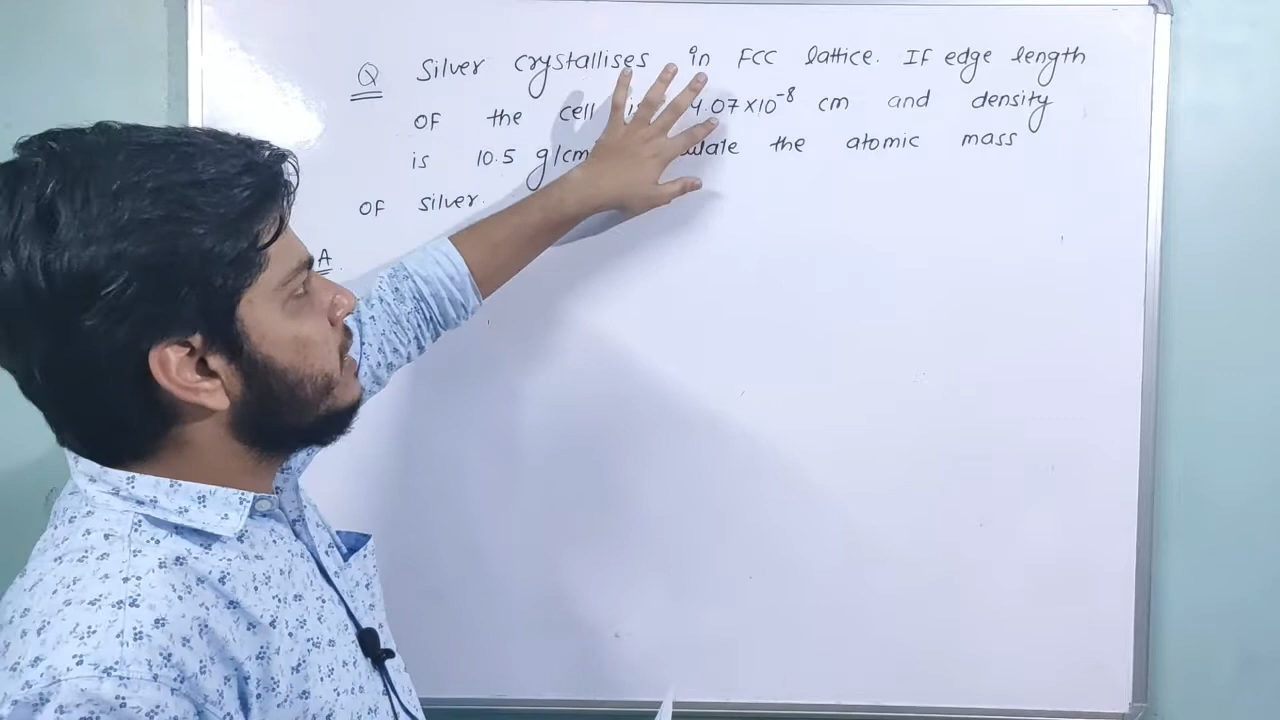 Q Silver crystallises in FCC lattice. If edge length
OF the cell is 4.07×10⁻⁸ cm and density
is 10.5 g/cm the atomic mass
OF silver.
A